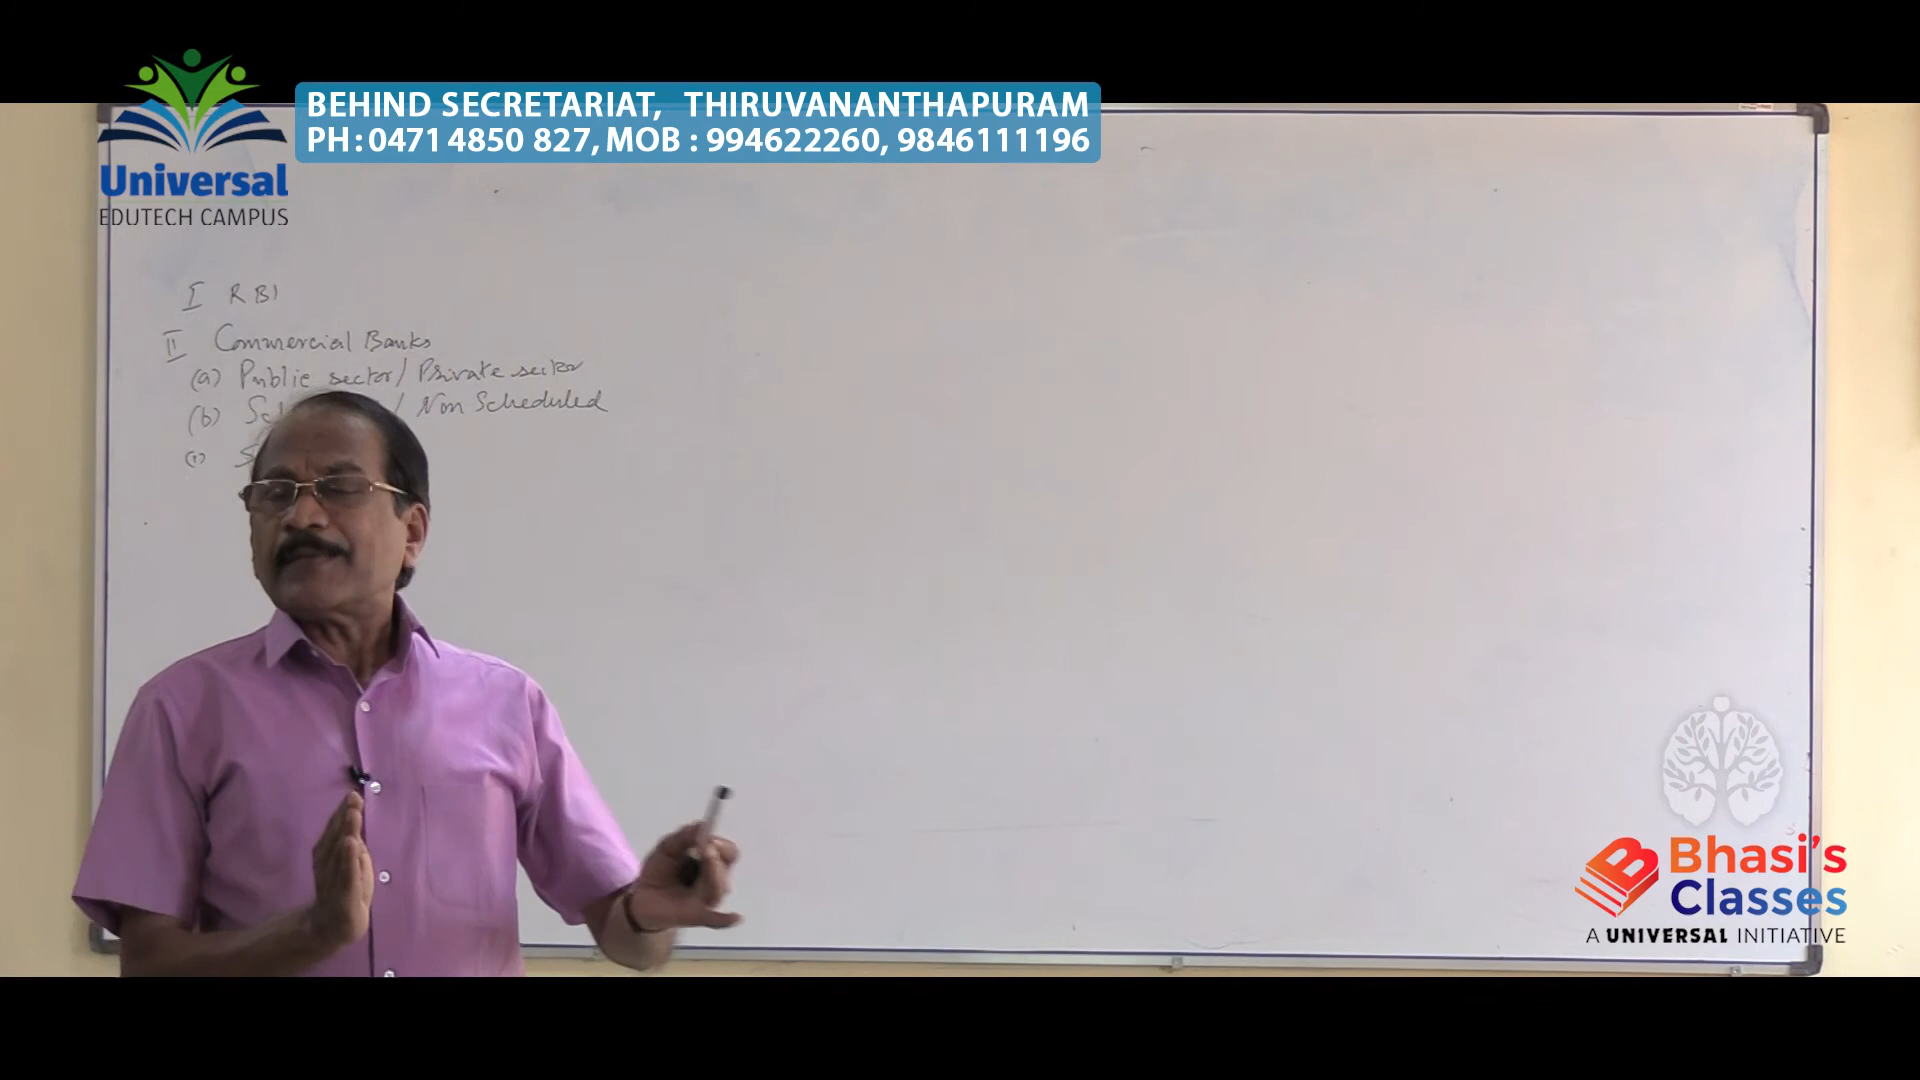 BEHIND SECRETARIAT, THIRUVANANTHAPURAM
PH : 0471 4850 827, MOB : 994622260, 9846111196
Universal
EDUTECH CAMPUS
I RBI
II Commercial Banks
(a) Public sector / Private sector
(b) / Non Scheduled
Bhasi's
Classes
A UNIVERSAL INITIATIVE